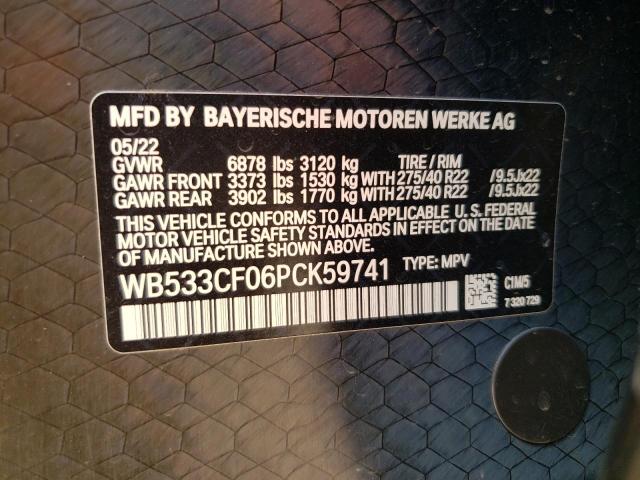 MFD BY BAYERISCHE MOTOREN WERKE AG
05/22
GVWR 6878 lbs 3120 kg TIRE / RIM
GAWR FRONT 3373 lbs 1530 kg WITH 275/40 R22 /9.5Jx22
GAWR REAR 3902 lbs 1770 kg WITH 275/40 R22 /9.5Jx22
THIS VEHICLE CONFORMS TO ALL APPLICABLE U. S. FEDERAL
MOTOR VEHICLE SAFETY STANDARDS IN EFFECT ON THE DATE
OF MANUFACTURE SHOWN ABOVE.
WB533CF06PCK59741 TYPE: MPV
C1M/5
7 320 729